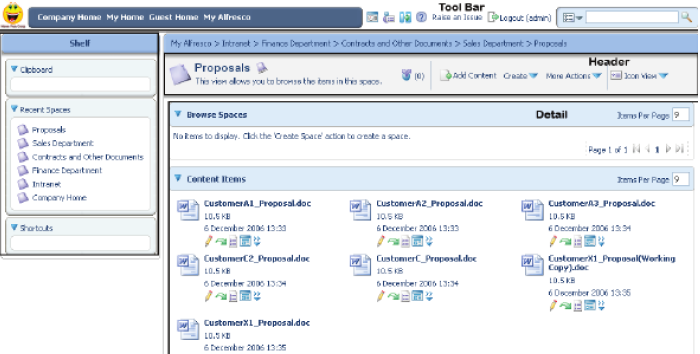 Tool Bar
Company Home My Home Guest Home My Alfresco
Raise an Issue Logout (admin)
Shelf
My Alfresco > Intranet > Finance Department > Contracts and Other Documents > Sales Department > Proposals
Header
Clipboard
Proposals
This view allows you to browse the items in this space.
(0) Add Content Create More Actions Icon View
Recent Spaces
Proposals
Sales Department
Contracts and Other Documents
Finance Department
Intranet
Company Home
Shortcuts
Browse Spaces Detail Items Per Page 9
No items to display. Click the 'Create Space' action to create a space.
Page 1 of 1 1
Content Items Items Per Page 9
CustomerA1_Proposal.doc
10.5 KB
6 December 2006 13:33
CustomerA2_Proposal.doc
10.5 KB
6 December 2006 13:33
CustomerA3_Proposal.doc
10.5 KB
6 December 2006 13:34
CustomerC2_Proposal.doc
10.5 KB
6 December 2006 13:34
CustomerC_Proposal.doc
10.5 KB
6 December 2006 13:34
CustomerX1_Proposal(Working
Copy).doc
10.5 KB
6 December 2006 13:35
CustomerX1_Proposal.doc
10.5 KB
6 December 2006 13:35